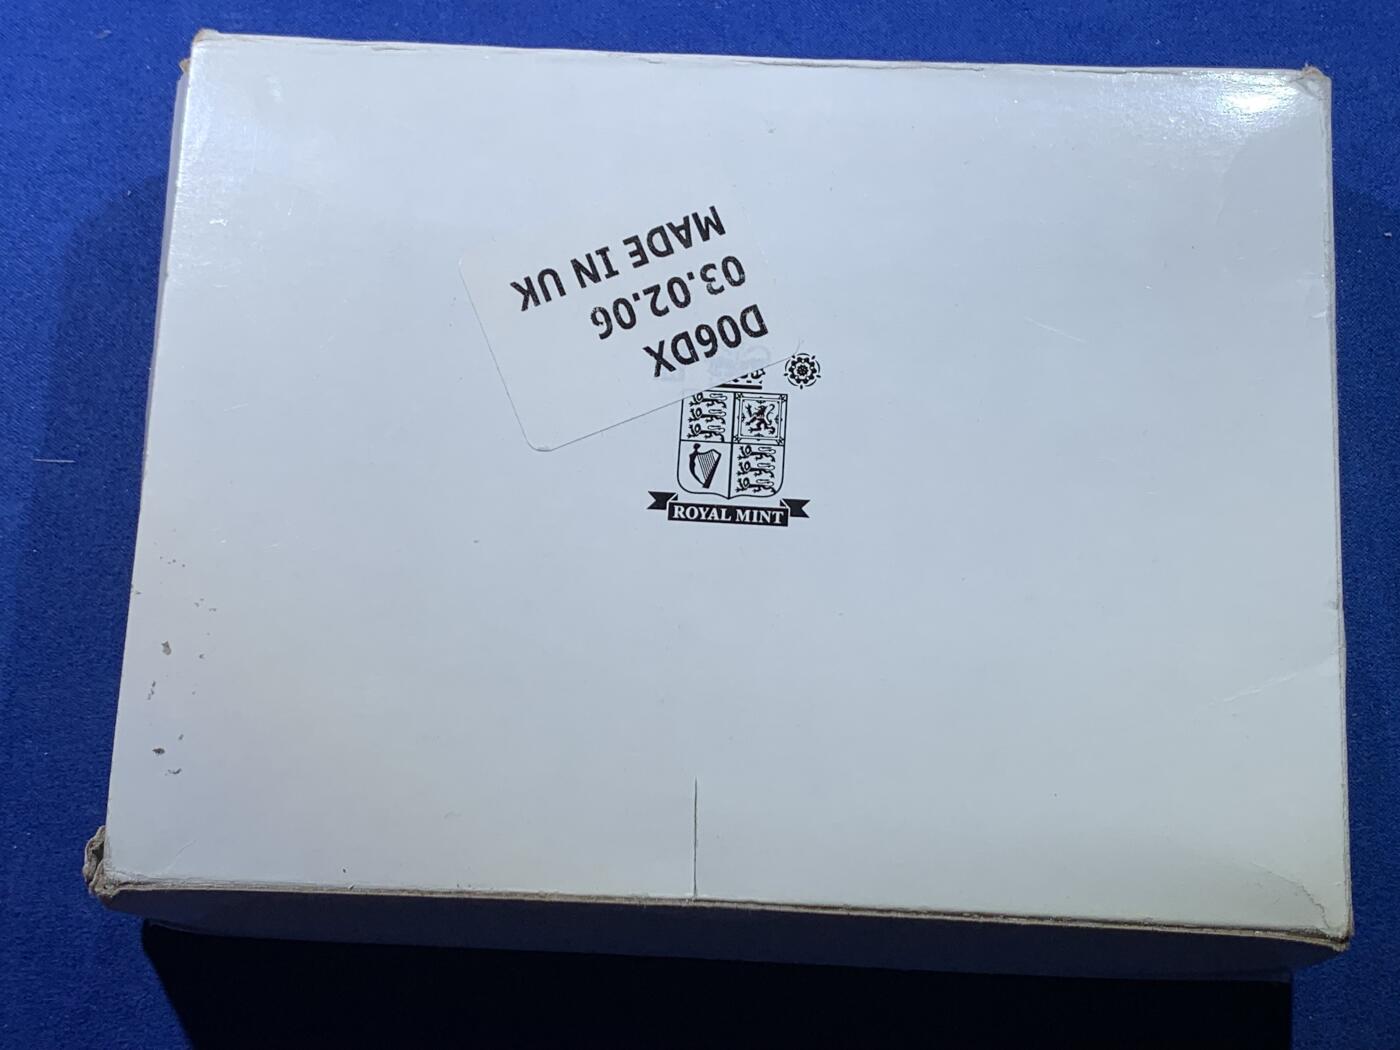 D06DX
03.02.06
MADE IN UK
ROYAL MINT